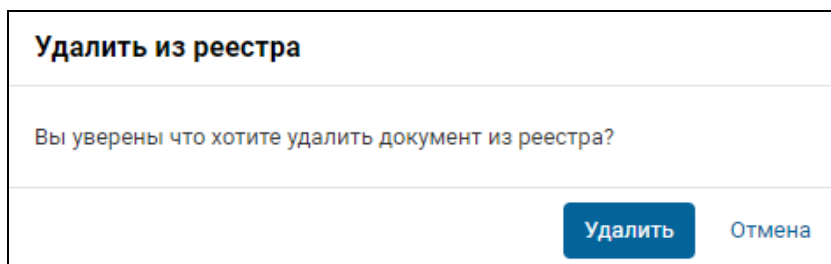 Удалить из реестра
Вы уверены что хотите удалить документ из реестра?
Удалить Отмена